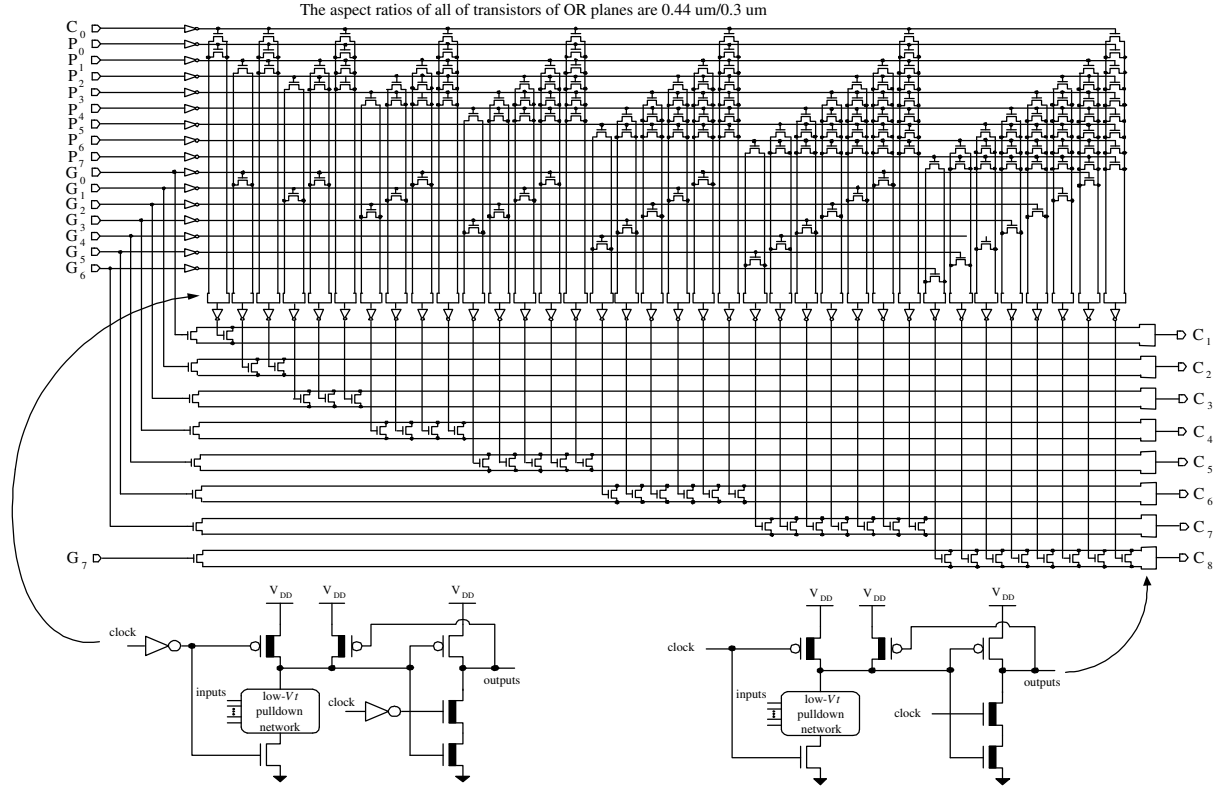 The aspect ratios of all of transistors of OR planes are 0.44 um/0.3 um
C0
P0
P1
P2
P3
P4
P5
P6
P7
G0
G1
G2
G3
G4
G5
G6
C1
C2
C3
C4
C5
C6
C7
G7
C8
VDD
VDD
VDD
clock
inputs
low-Vt
pulldown
network
clock
outputs
VDD
VDD
VDD
clock
inputs
low-Vt
pulldown
network
clock
outputs